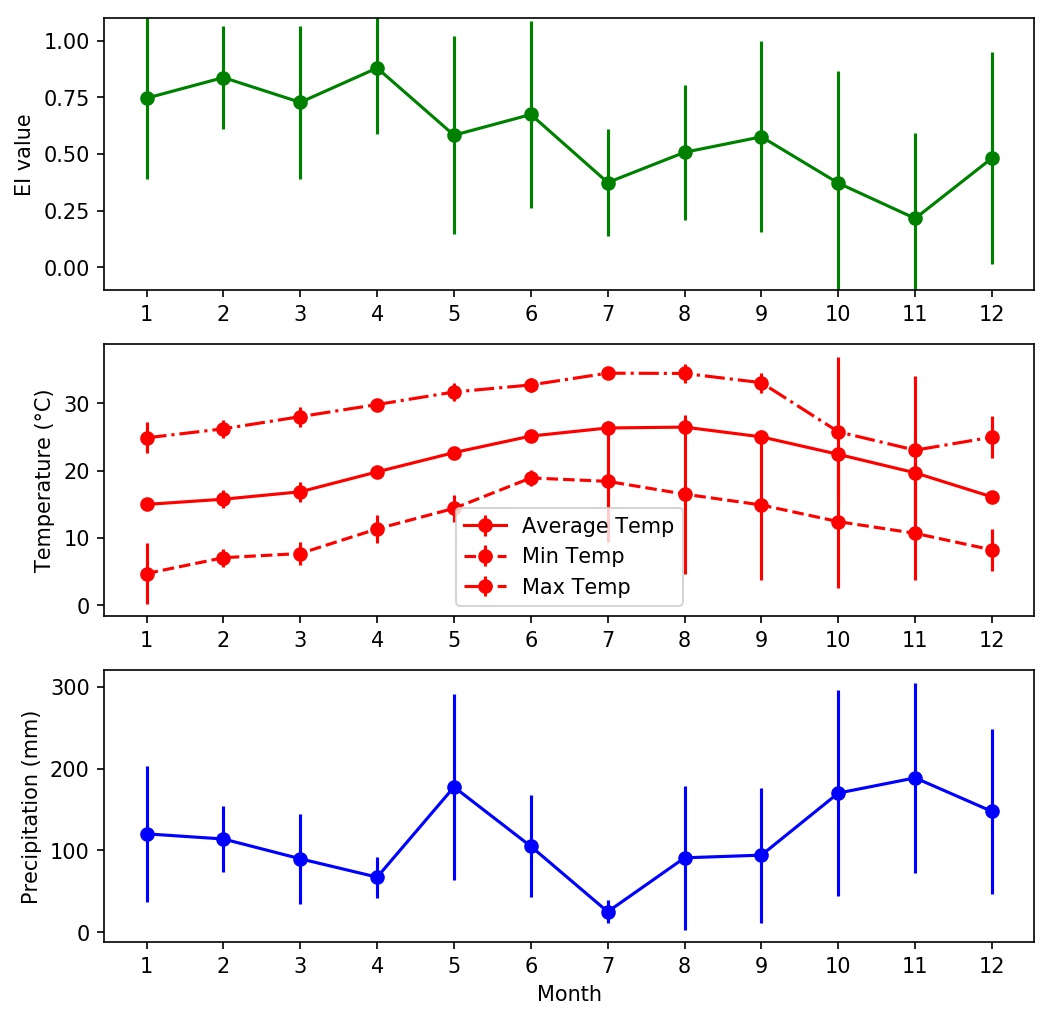 1.00
0.75
0.50
0.25
0.00
EI value
1 2 3 4 5 6 7 8 9 10 11 12
30
20
10
0
Temperature (°C)
Average Temp
Min Temp
Max Temp
1 2 3 4 5 6 7 8 9 10 11 12
300
200
100
0
Precipitation (mm)
1 2 3 4 5 6 7 8 9 10 11 12
Month